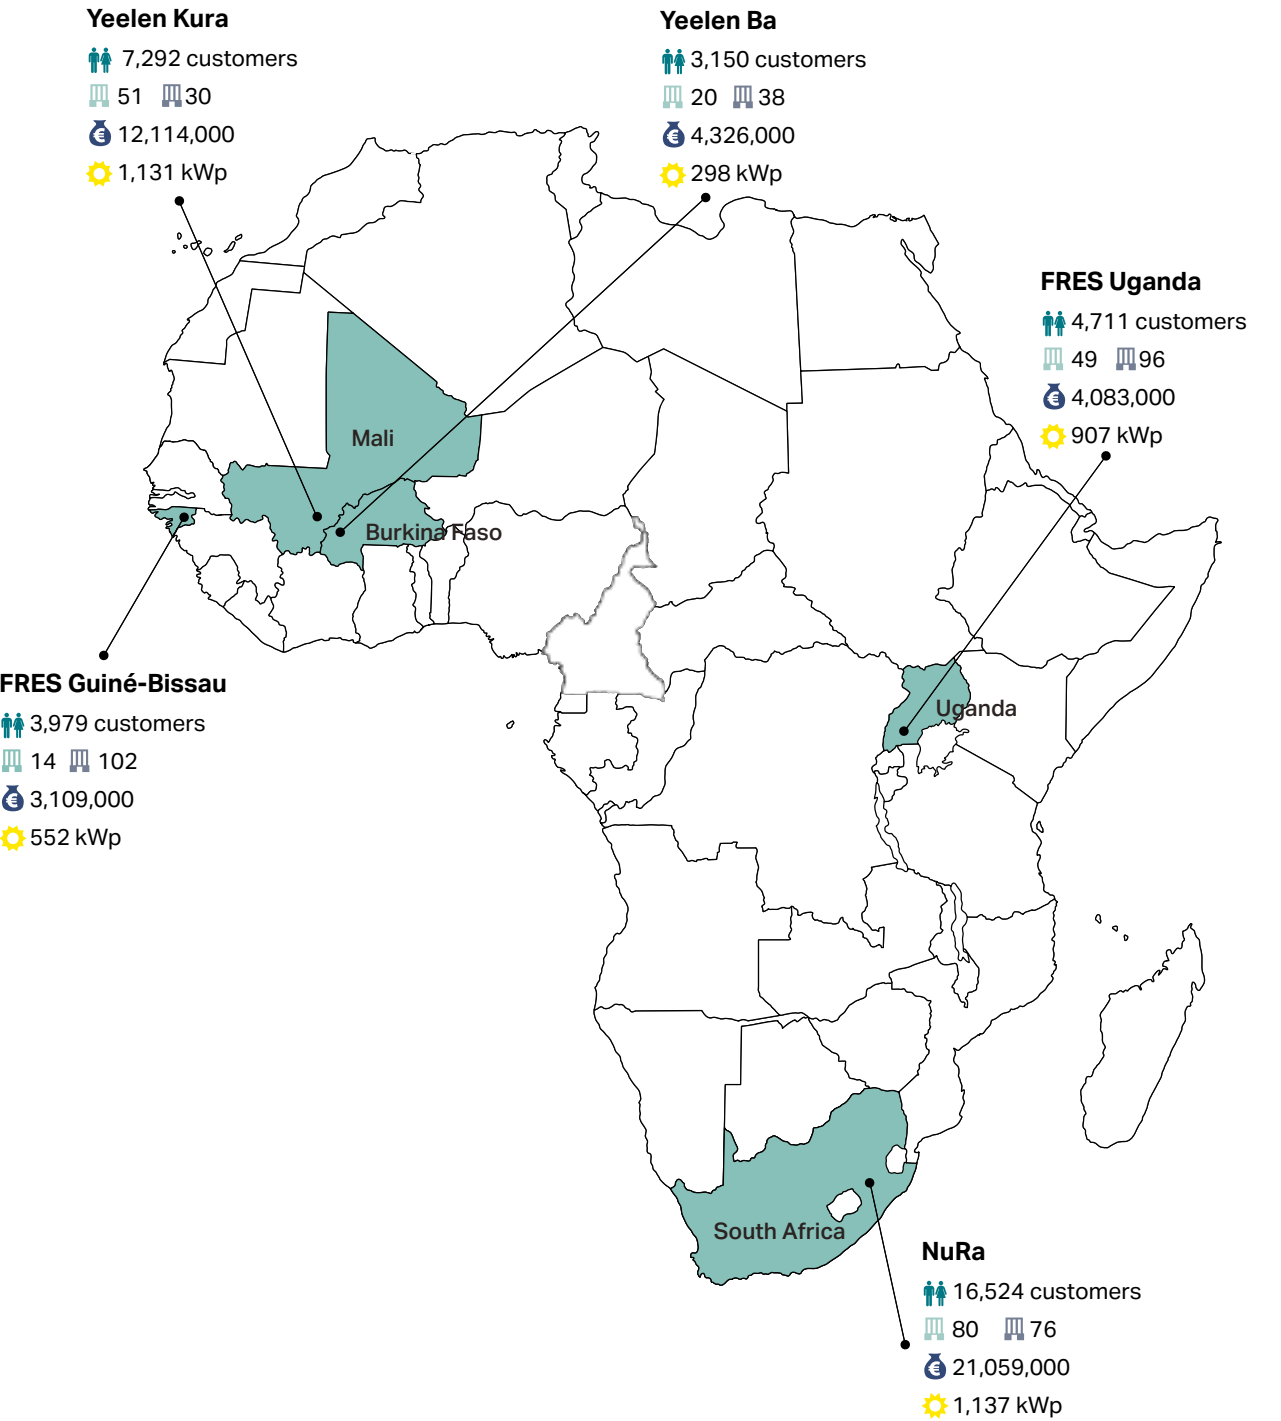 Yeelen Kura
7,292 customers
51 30
€ 12,114,000
1,131 kWp
Yeelen Ba
3,150 customers
20 38
€ 4,326,000
298 kWp
FRES Uganda
4,711 customers
49 96
€ 4,083,000
907 kWp
Mali
Burkina Faso
FRES Guiné-Bissau
3,979 customers
14 102
€ 3,109,000
552 kWp
Uganda
South Africa
NuRa
16,524 customers
80 76
€ 21,059,000
1,137 kWp